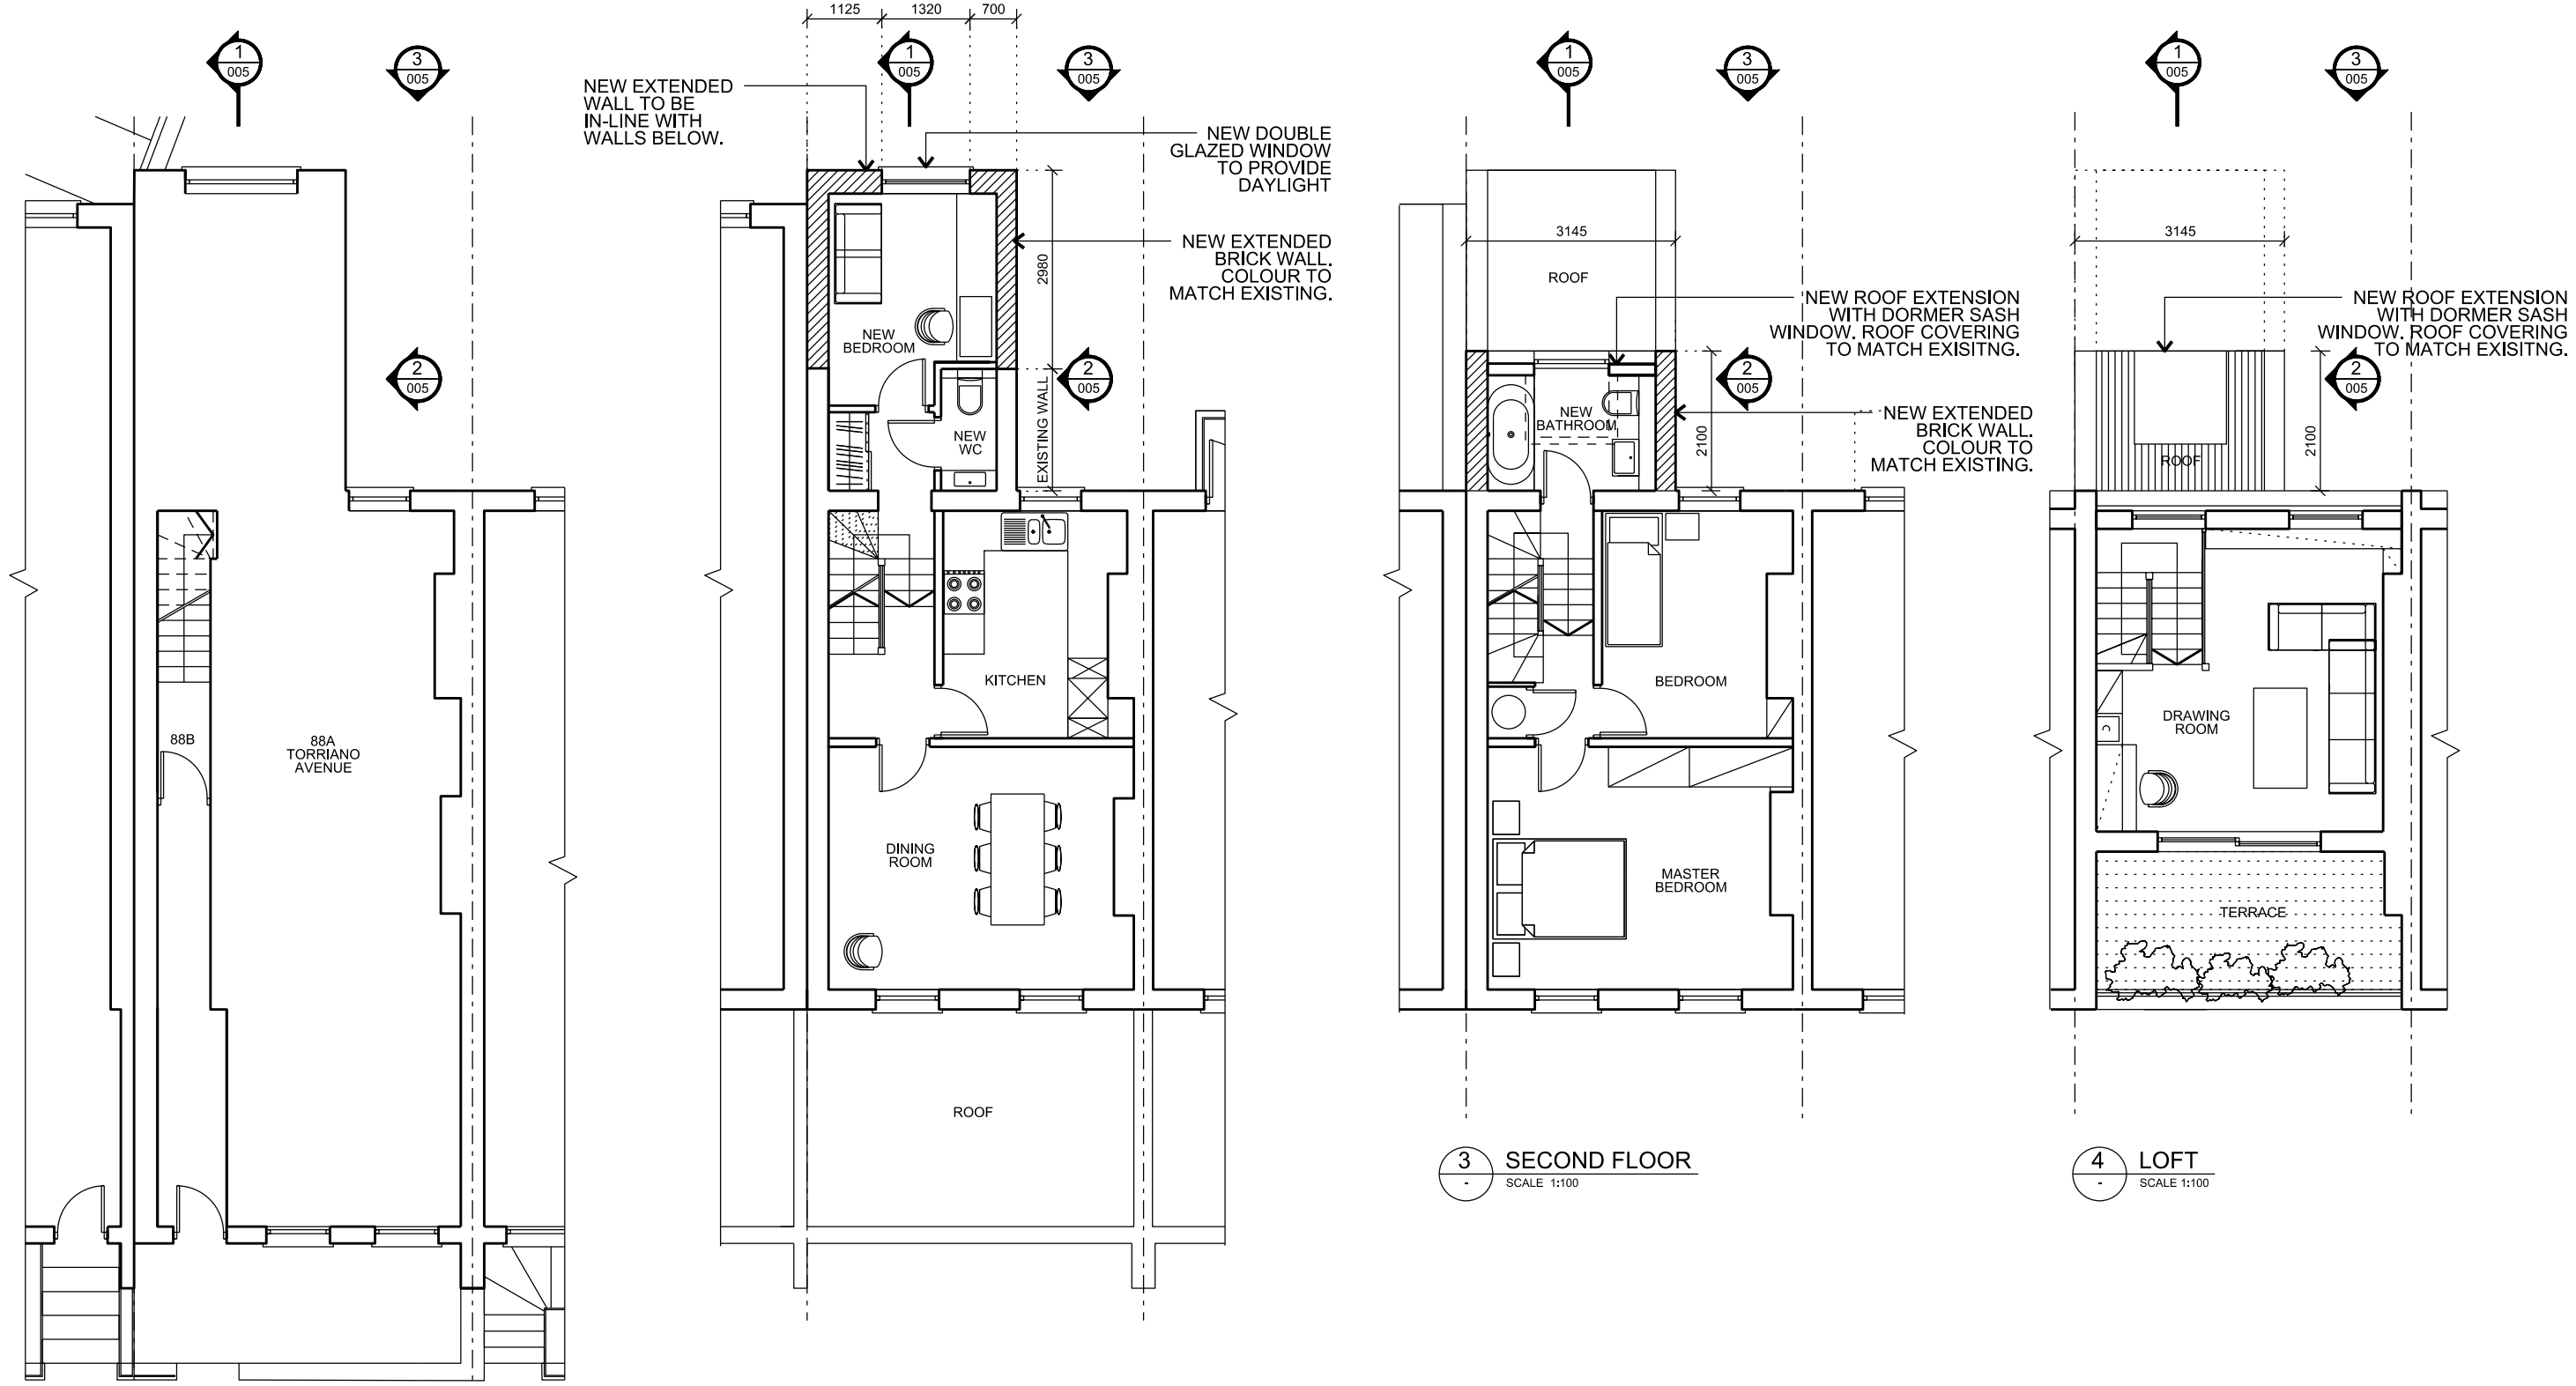 1
005
3
005
2
005
88B
88A
TORRIANO
AVENUE
1125
1320
700
1
005
3
005
NEW EXTENDED
WALL TO BE
IN-LINE WITH
WALLS BELOW.
NEW DOUBLE
GLAZED WINDOW
TO PROVIDE
DAYLIGHT
NEW EXTENDED
BRICK WALL.
COLOUR TO
MATCH EXISTING.
2980
NEW
BEDROOM
2
005
EXISTING WALL
NEW
WC
KITCHEN
DINING
ROOM
ROOF
1
005
3
005
3145
ROOF
NEW ROOF EXTENSION
WITH DORMER SASH
WINDOW. ROOF COVERING
TO MATCH EXISITNG.
2
005
NEW
BATHROOM
2100
NEW EXTENDED
BRICK WALL.
COLOUR TO
MATCH EXISTING.
BEDROOM
MASTER
BEDROOM
3
-
SECOND FLOOR
SCALE 1:100
1
005
3
005
3145
NEW ROOF EXTENSION
WITH DORMER SASH
WINDOW. ROOF COVERING
TO MATCH EXISITNG.
2
005
2100
ROOF
DRAWING
ROOM
TERRACE
4
-
LOFT
SCALE 1:100